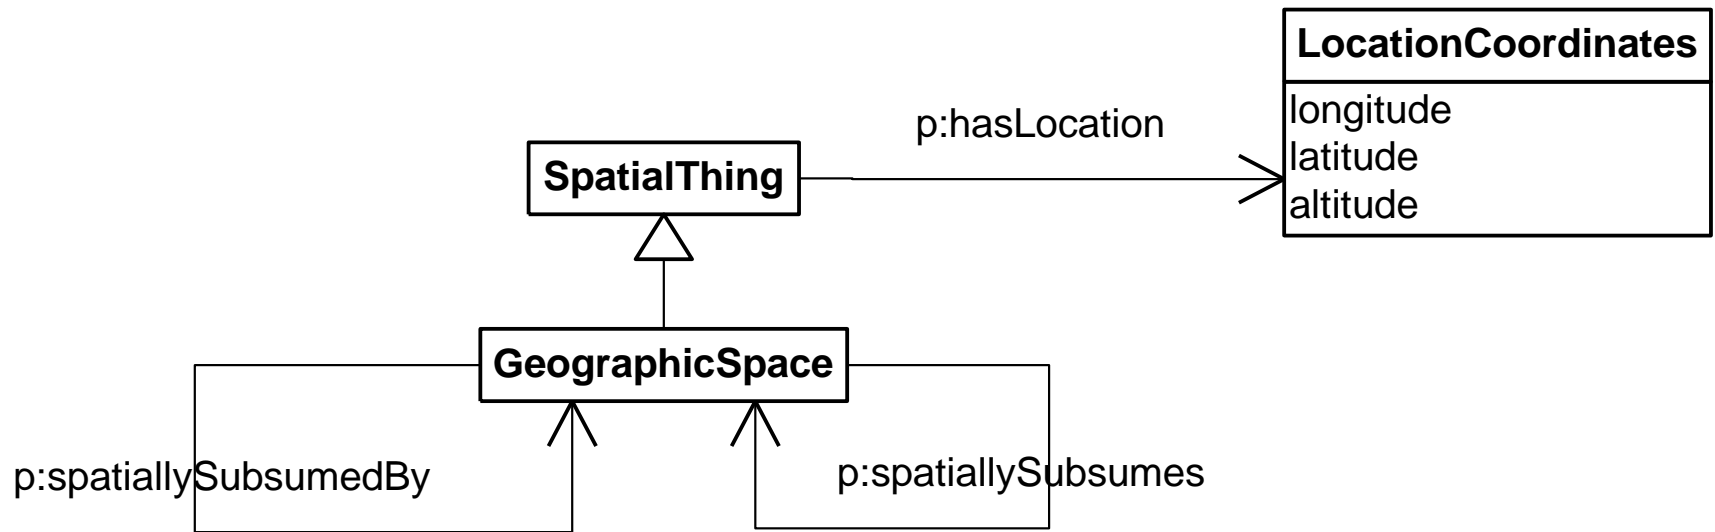 LocationCoordinates
longitude
latitude
altitude
p:hasLocation
SpatialThing
GeographicSpace
p:spatiallySubsumedBy
p:spatiallySubsumes